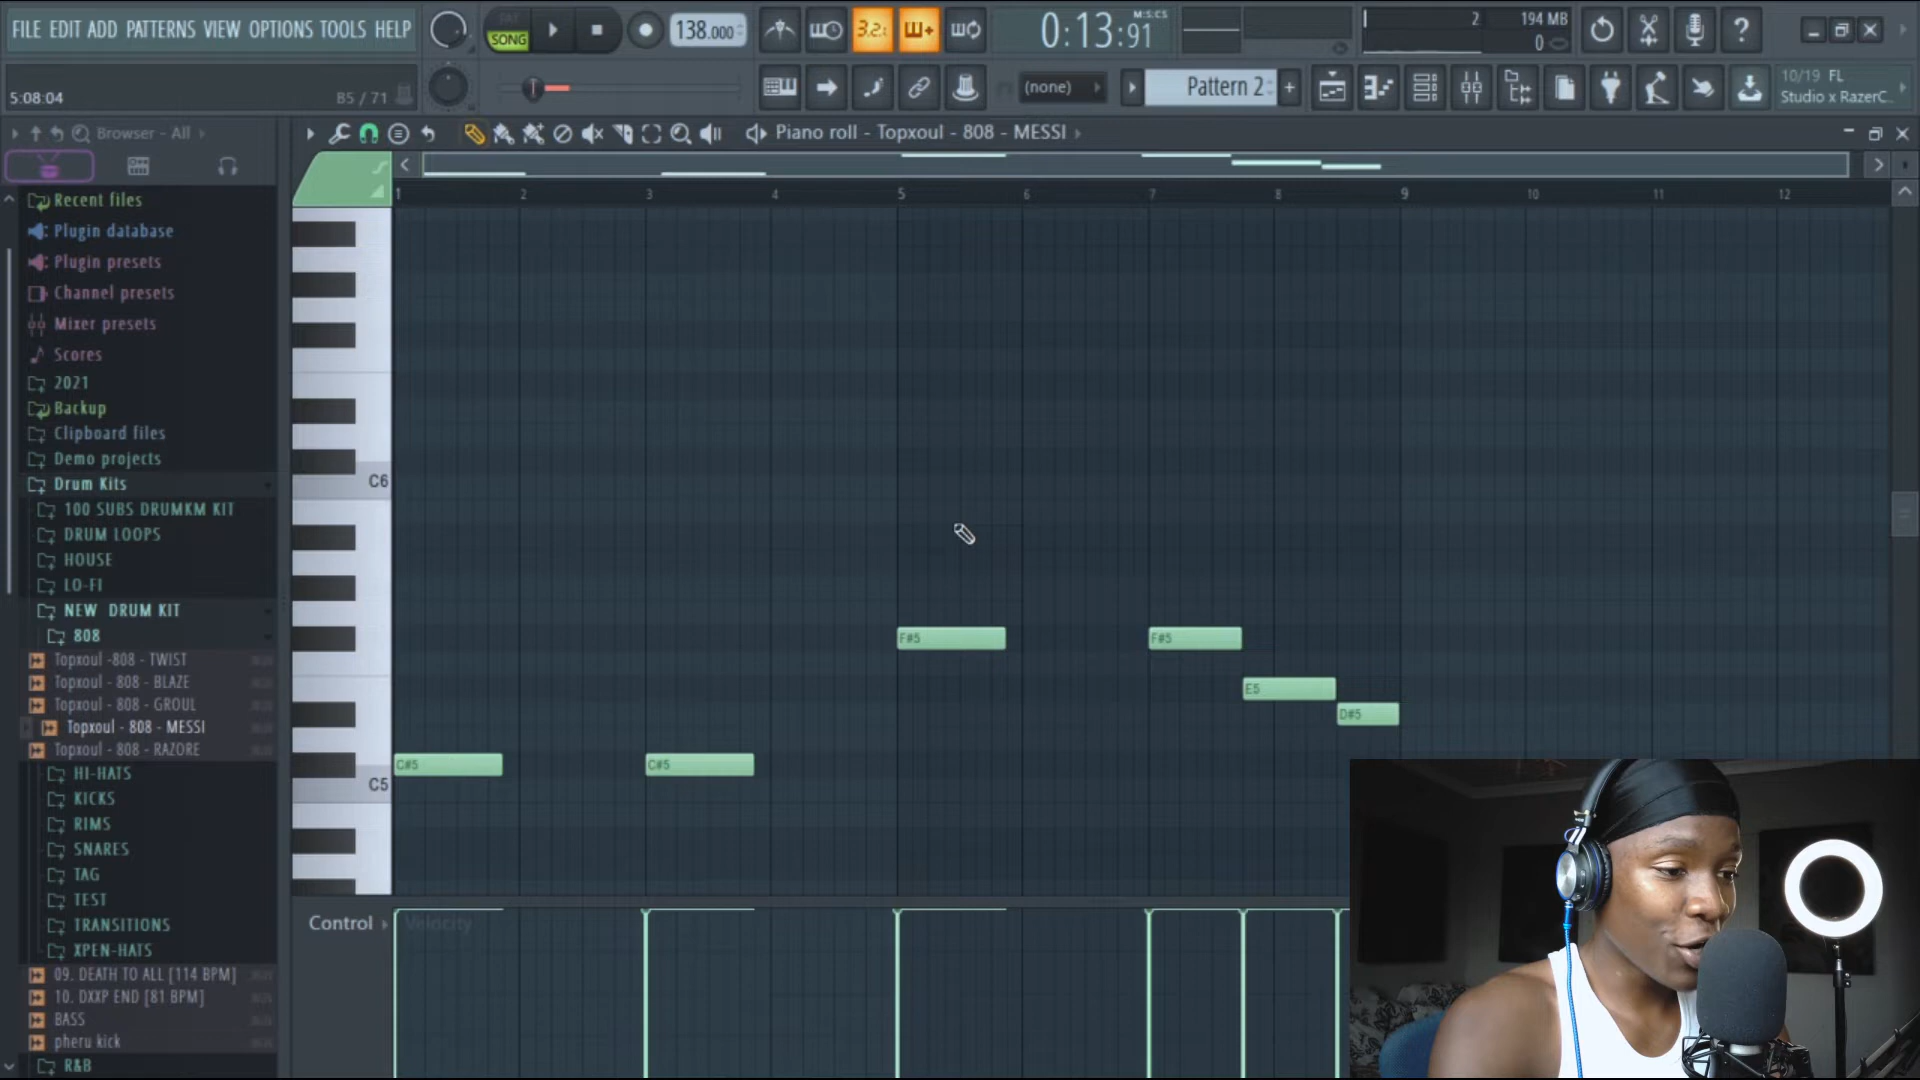 FILE EDIT ADD PATTERNS VIEW OPTIONS TOOLS HELP
SONG
138.000
3.2.
0:13:91
M:S:CS
2
194 MB
0
5:08:04
B5 / 71
(none)
Pattern 2
10/19 FL
Studio x RazerC..
Browser - All
Piano roll - Topxoul - 808 - MESSI
1 2 3 4 5 6 7 8 9 10 11 12
Recent files
Plugin database
Plugin presets
Channel presets
Mixer presets
Scores
2021
Backup
Clipboard files
Demo projects
Drum Kits
100 SUBS DRUMKM KIT
DRUM LOOPS
HOUSE
LO-FI
NEW DRUM KIT
808
Topxoul -808 - TWIST
Topxoul - 808 - BLAZE
Topxoul - 808 - GROUL
Topxoul - 808 - MESSI
Topxoul - 808 - RAZORE
HI-HATS
KICKS
RIMS
SNARES
TAG
TEST
TRANSITIONS
XPEN-HATS
09. DEATH TO ALL [114 BPM]
10. DXXP END [81 BPM]
BASS
pheru kick
R&B
C6
F#5
F#5
E5
D#5
C#5
C#5
C5
Control
Velocity